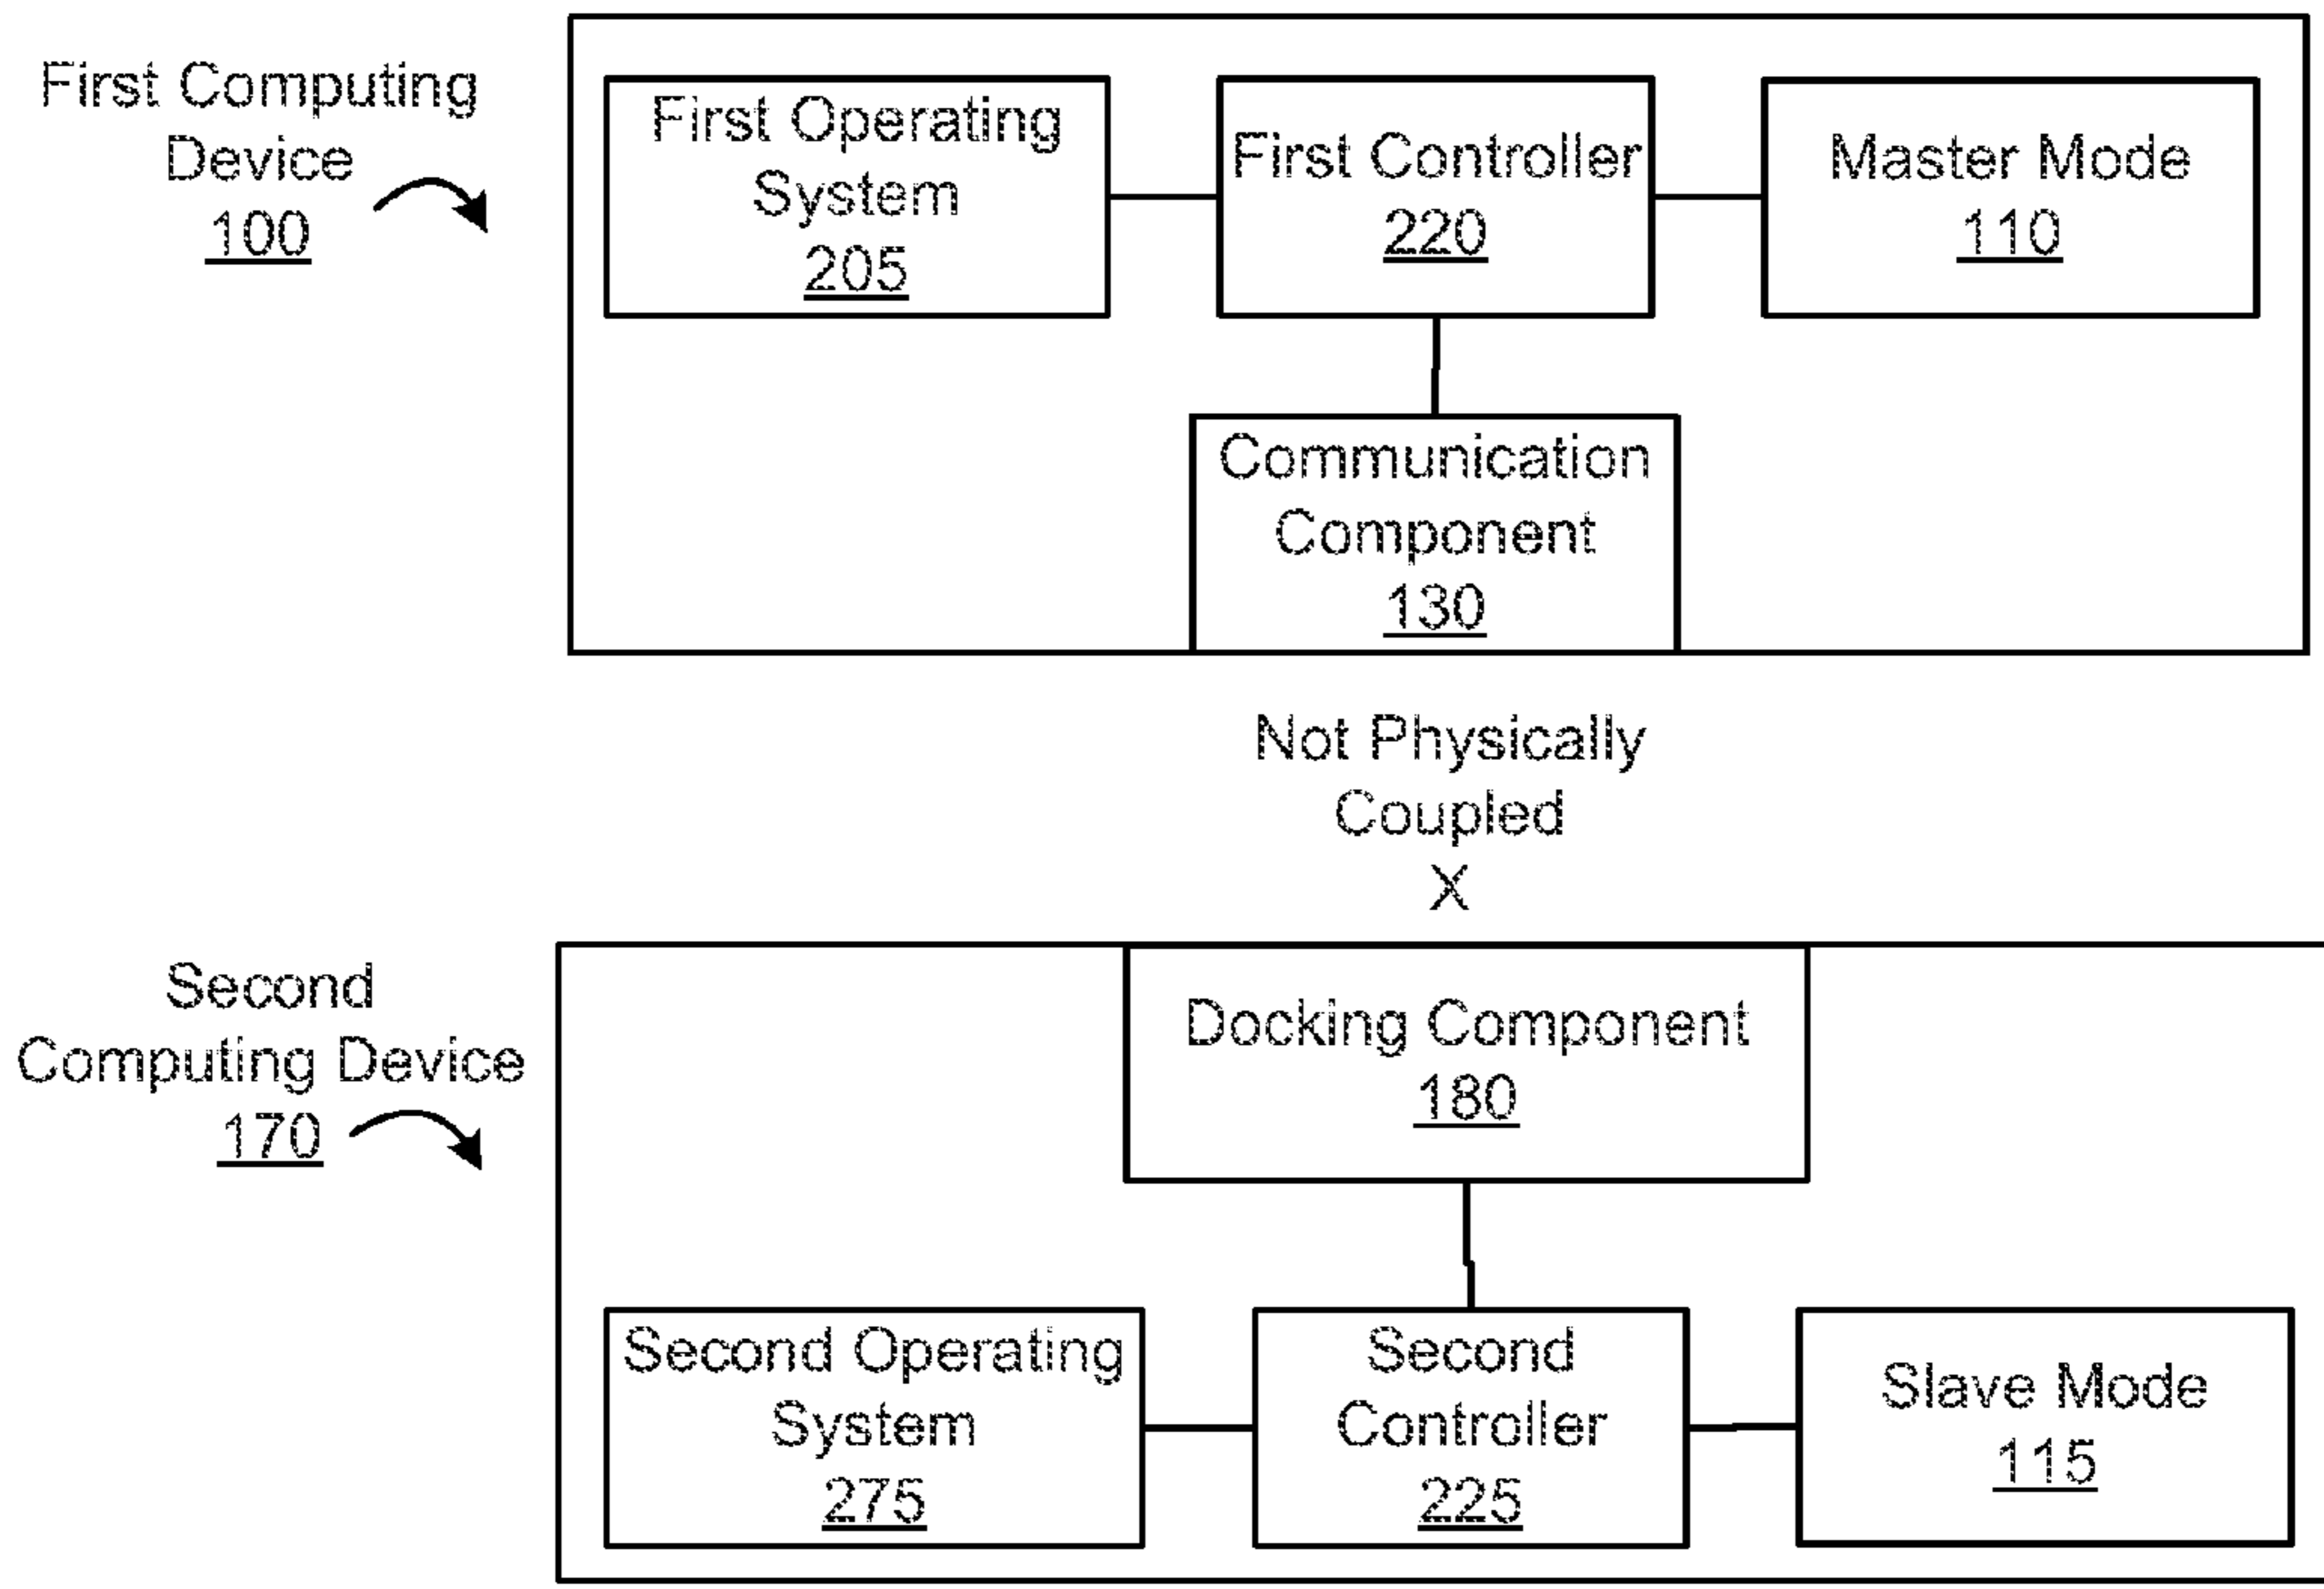 First Computing
Device
100
First Operating
System
205
First Controller
220
Master Mode
110
Communication
Component
130
Not Physically
Coupled
X
Second
Computing Device
170
Docking Component
180
Second Operating
System
275
Second
Controller
225
Slave Mode
115